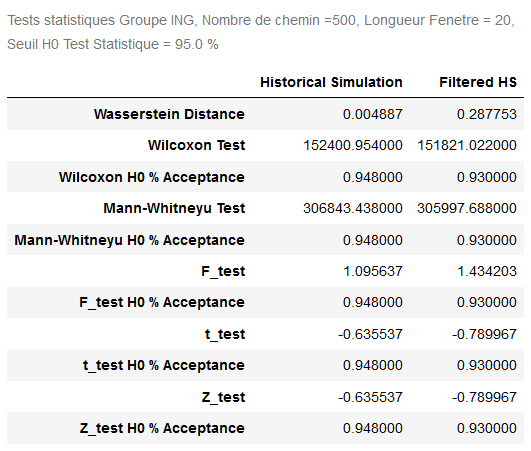 Tests statistiques Groupe ING, Nombre de chemin =500, Longueur Fenetre = 20,
Seuil H0 Test Statistique = 95.0 %
Historical Simulation Filtered HS
Wasserstein Distance 0.004887 0.287753
Wilcoxon Test 152400.954000 151821.022000
Wilcoxon H0 % Acceptance 0.948000 0.930000
Mann-Whitneyu Test 306843.438000 305997.688000
Mann-Whitneyu H0 % Acceptance 0.948000 0.930000
F_test 1.095637 1.434203
F_test H0 % Acceptance 0.948000 0.930000
t_test -0.635537 -0.789967
t_test H0 % Acceptance 0.948000 0.930000
Z_test -0.635537 -0.789967
Z_test H0 % Acceptance 0.948000 0.930000